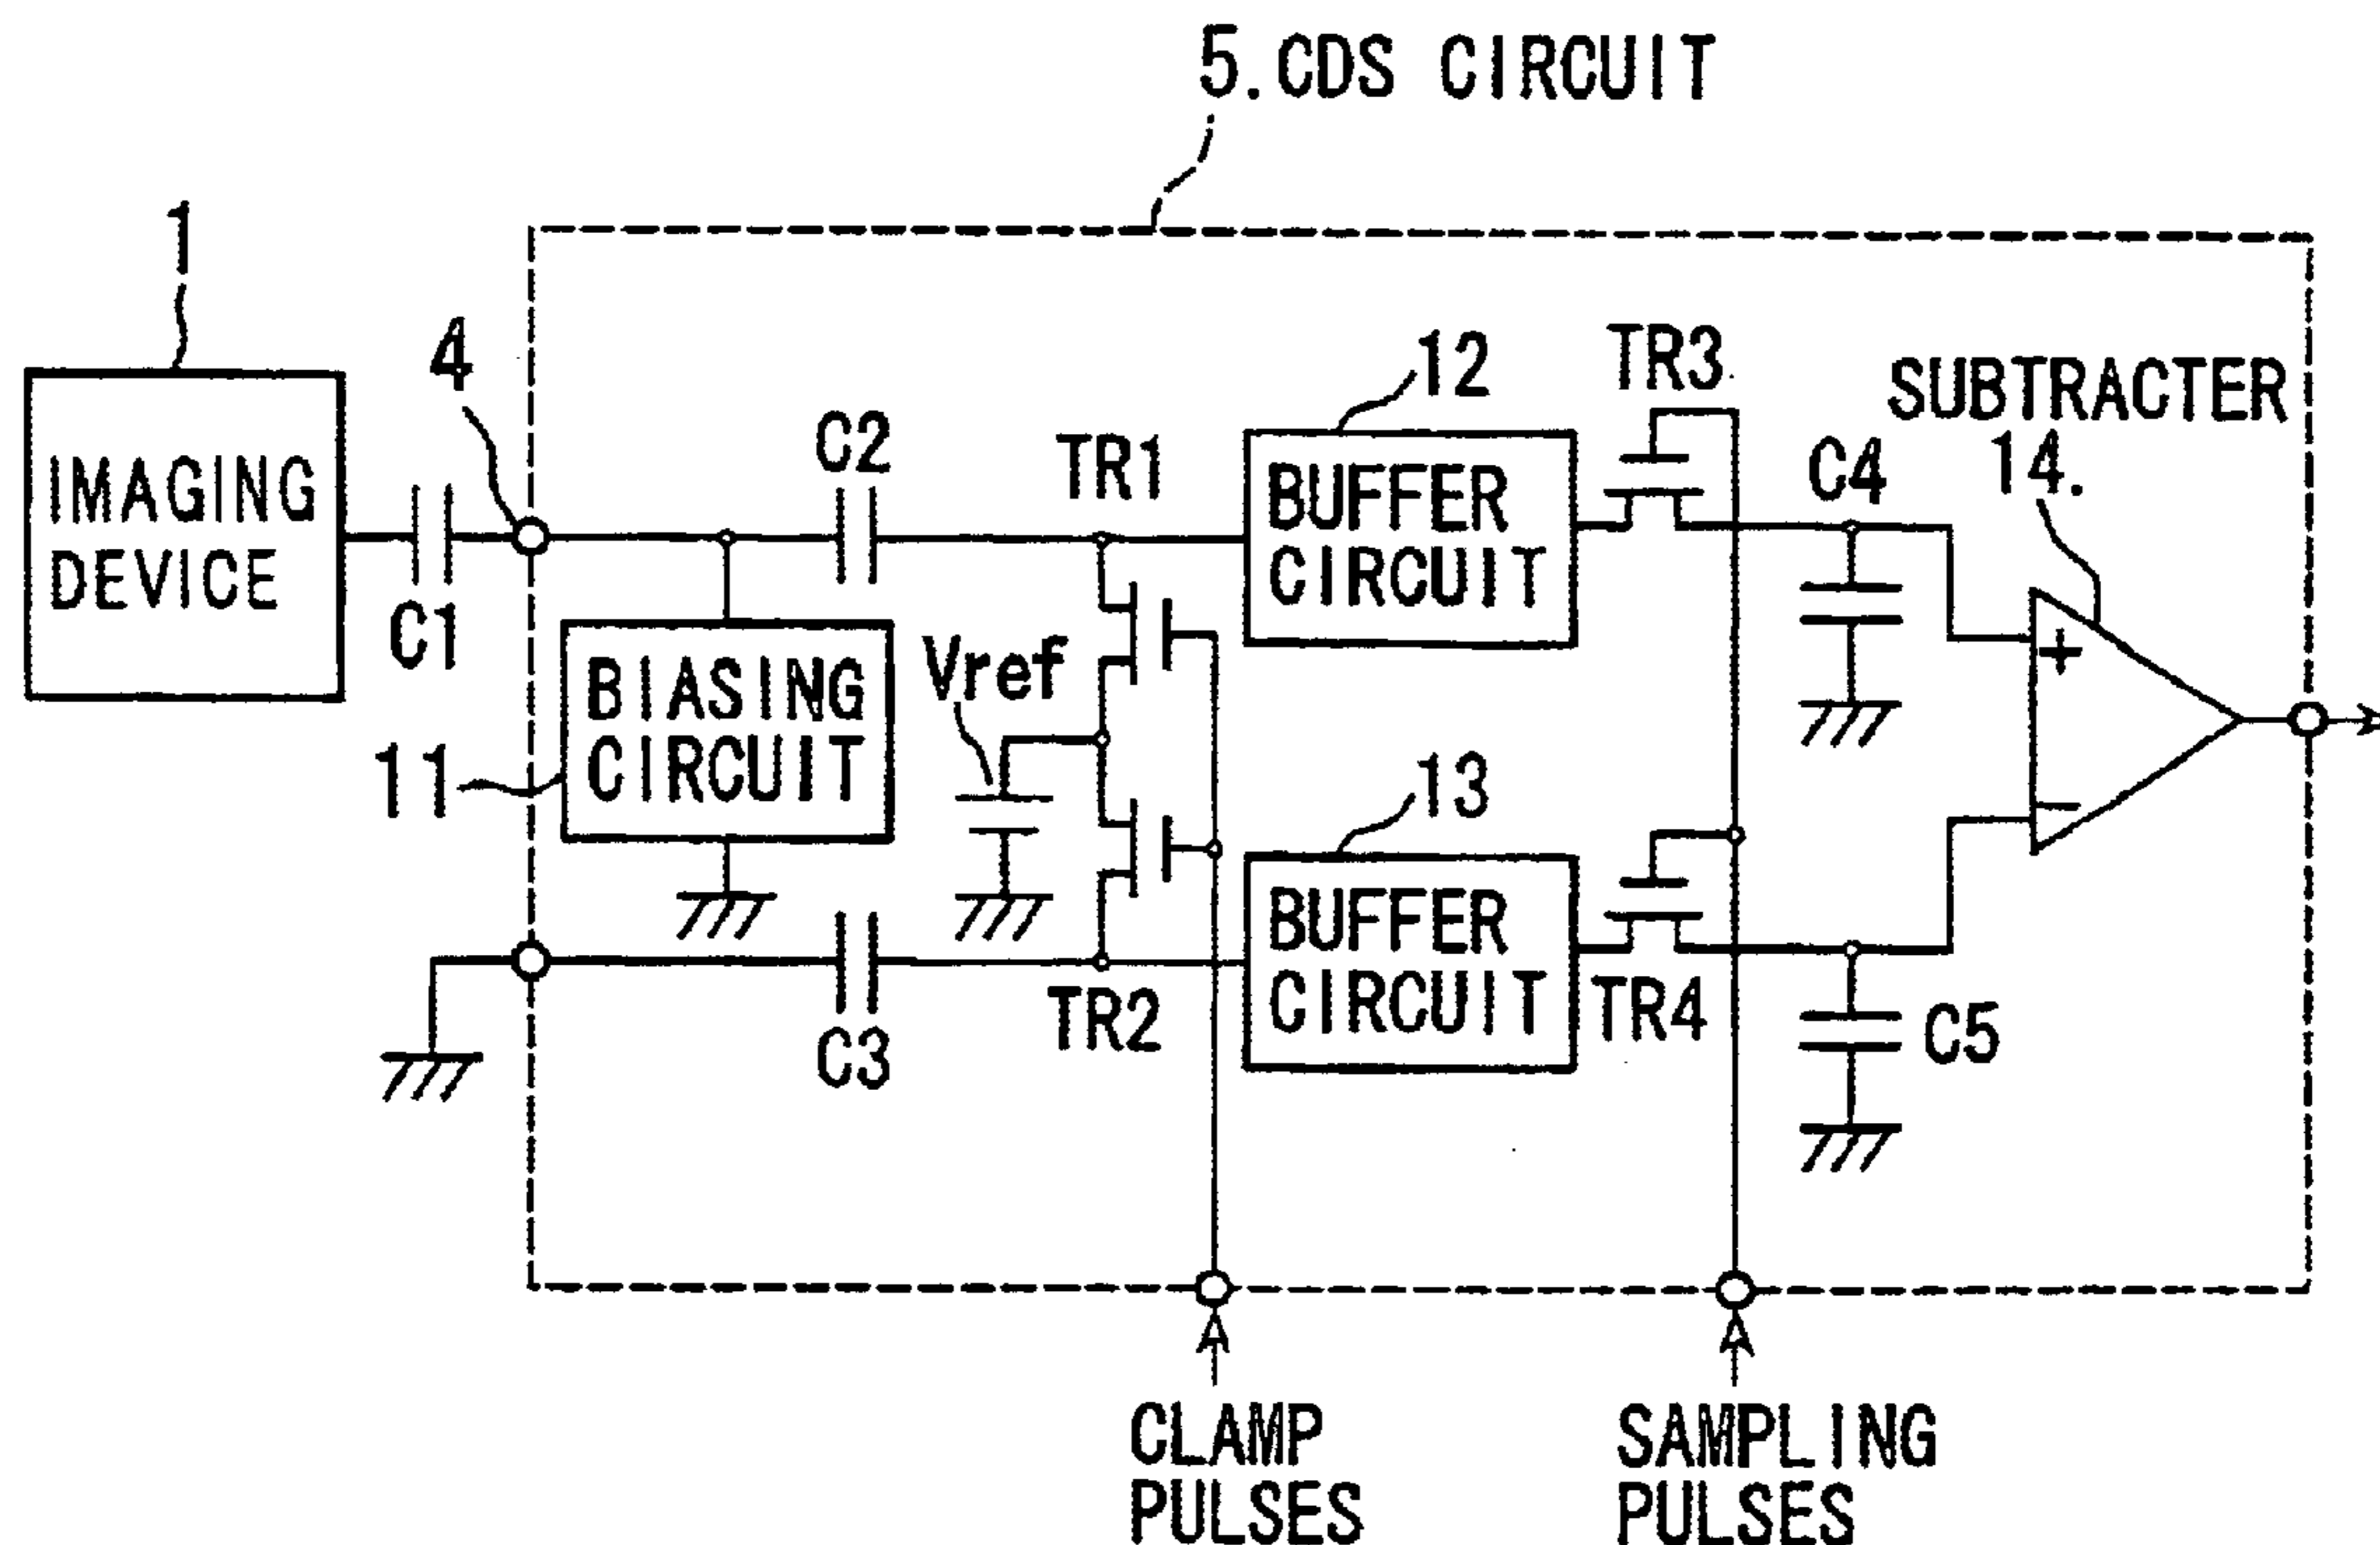 5. CDS CIRCUIT
1
4
IMAGING
DEVICE
C1
C2
TR1
12
BUFFER
CIRCUIT
TR3
SUBTRACTER
14.
C4
BIASING
CIRCUIT
11
Vref
+
−
13
BUFFER
CIRCUIT
TR4
TR2
C3
C5
CLAMP
PULSES
SAMPLING
PULSES